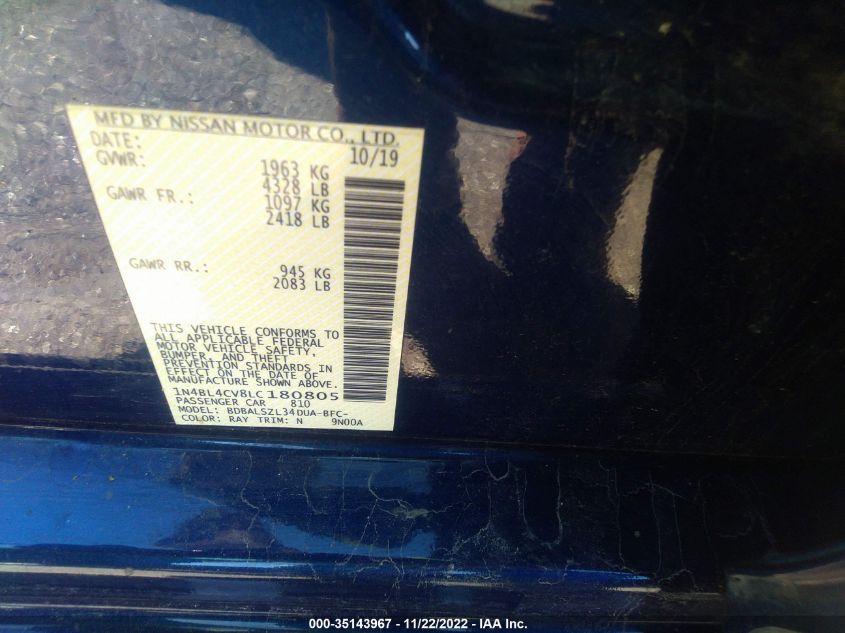 MFD BY NISSAN MOTOR CO., LTD.
DATE: 10/19
GVWR: 1963 KG
4328 LB
GAWR FR.: 1097 KG
2418 LB
GAWR RR.: 945 KG
2083 LB
THIS VEHICLE CONFORMS TO
ALL APPLICABLE FEDERAL
MOTOR VEHICLE SAFETY,
BUMPER, AND THEFT
PREVENTION STANDARDS IN
EFFECT ON THE DATE OF
MANUFACTURE SHOWN ABOVE.
1N4BL4CV8LC180805
PASSENGER CAR 810
MODEL: BDBALSZL34DUA-BFC-
COLOR: RAY TRIM: N 9N00A
000-35143967 - 11/22/2022 - IAA Inc.